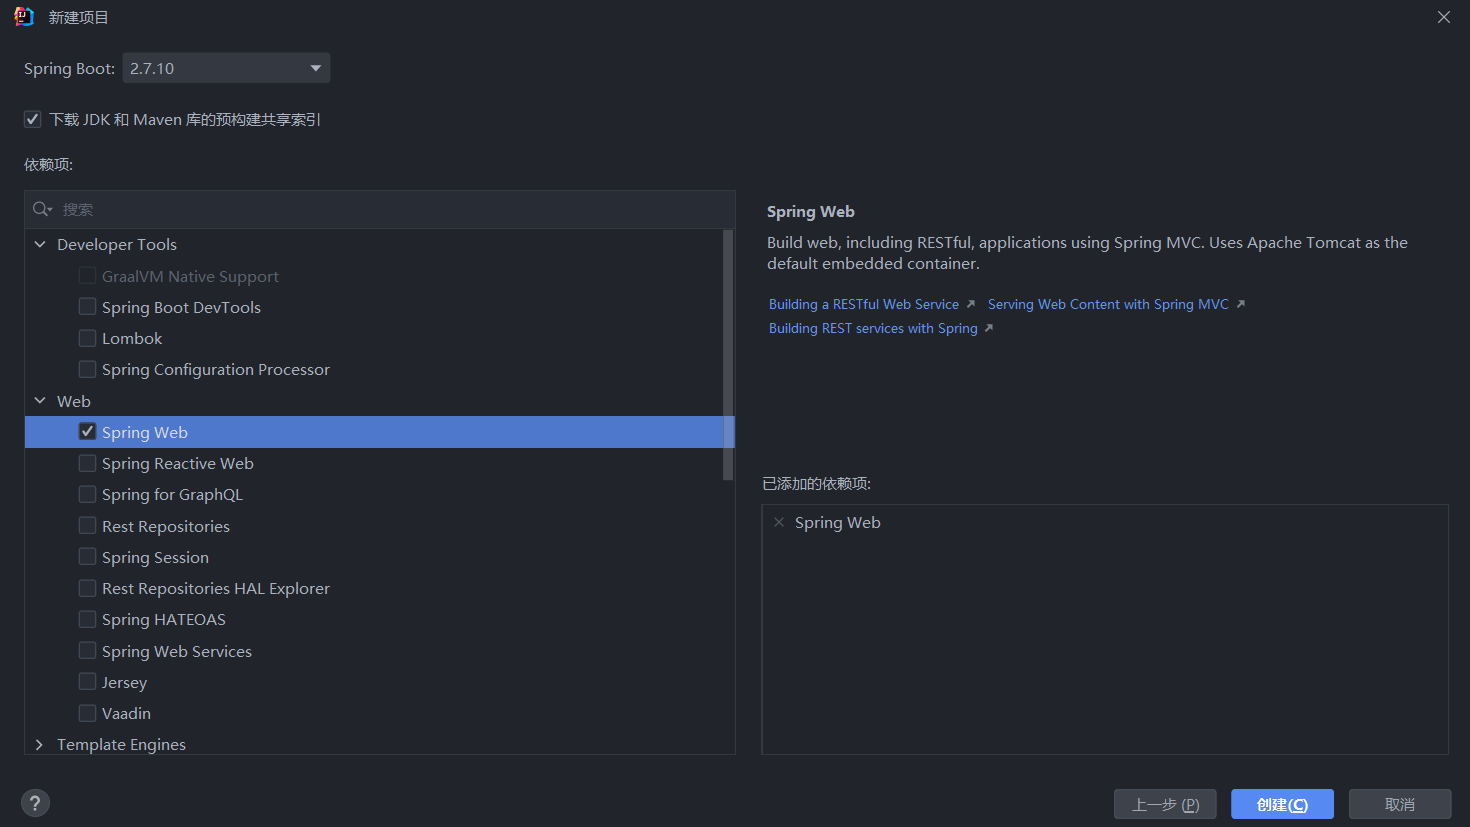 新建项目
Spring Boot: 2.7.10
下载 JDK 和 Maven 库的预构建共享索引
依赖项:
搜索
Developer Tools
GraalVM Native Support
Spring Boot DevTools
Lombok
Spring Configuration Processor
Web
Spring Web
Spring Reactive Web
Spring for GraphQL
Rest Repositories
Spring Session
Rest Repositories HAL Explorer
Spring HATEOAS
Spring Web Services
Jersey
Vaadin
Template Engines
Spring Web
Build web, including RESTful, applications using Spring MVC. Uses Apache Tomcat as the
default embedded container.
Building a RESTful Web Service Serving Web Content with Spring MVC
Building REST services with Spring
已添加的依赖项:
Spring Web
? 上一步 (P) 创建(C) 取消